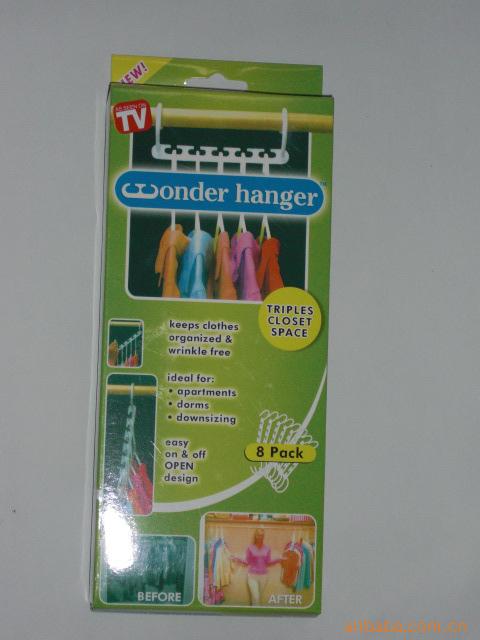 NEW!
AS SEEN ON
TV
wonder hanger™
TRIPLES
CLOSET
SPACE
keeps clothes
organized &
wrinkle free
ideal for:
• apartments
• dorms
• downsizing
easy
on & off
OPEN
design
8 Pack
BEFORE
AFTER
alibaba.com.cn